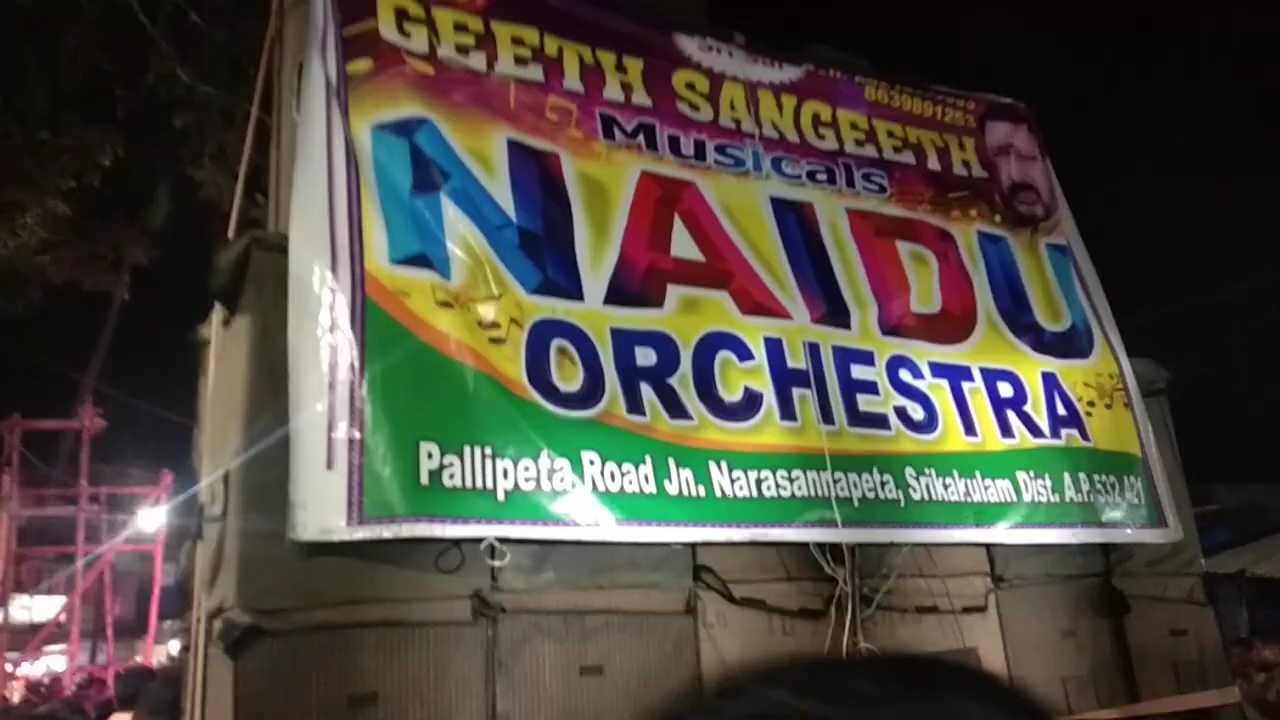 GEETH SANGEETH
8639891253
Musicals
NAIDU
ORCHESTRA
Pallipeta Road Jn. Narasannapeta, Srikakulam Dist. A.P. 532 421